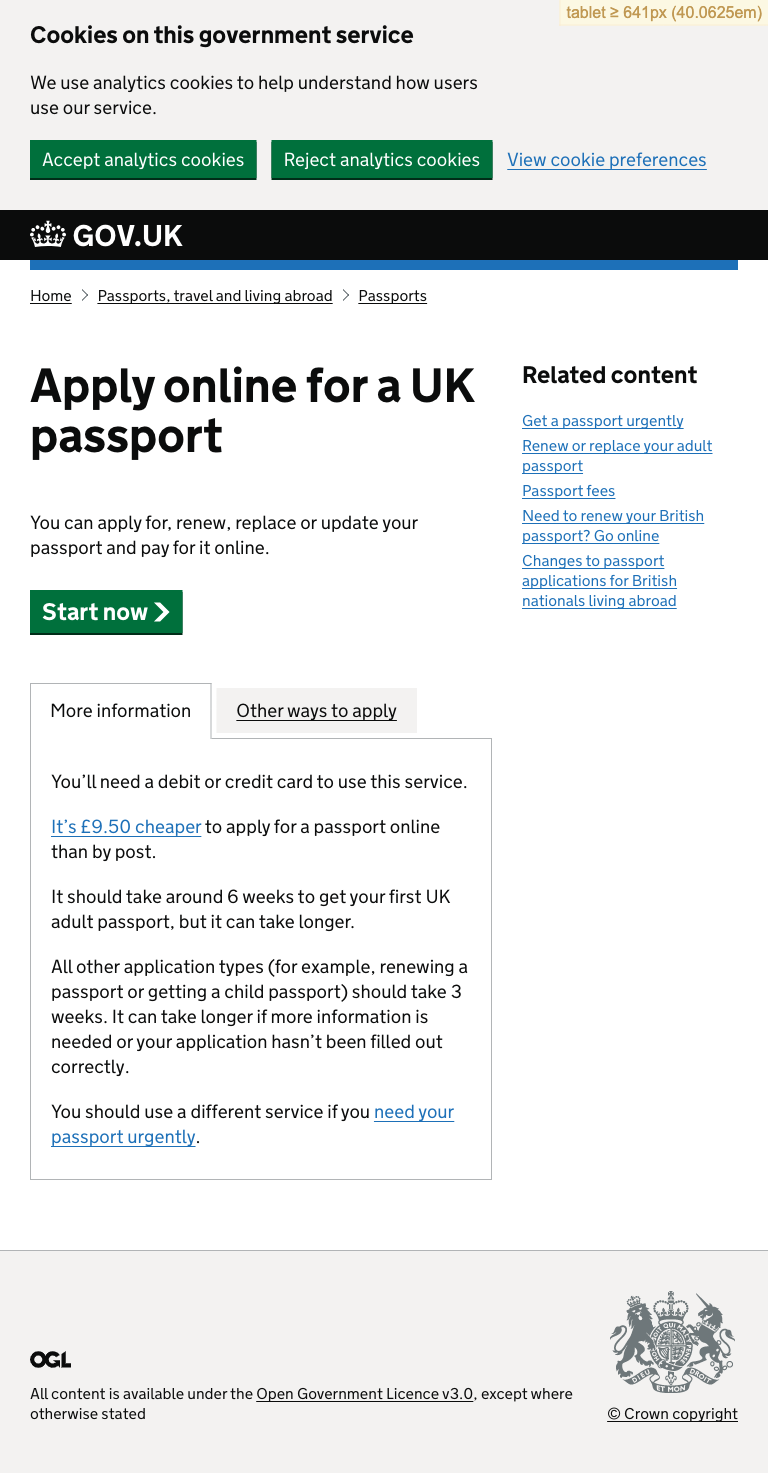 tablet ≥ 641px (40.0625em)
Cookies on this government service
We use analytics cookies to help understand how users
use our service.
Accept analytics cookies
Reject analytics cookies
View cookie preferences
GOV.UK
Home
Passports, travel and living abroad
Passports
Apply online for a UK
passport
You can apply for, renew, replace or update your
passport and pay for it online.
Start now
More information
Other ways to apply
You’ll need a debit or credit card to use this service.
It’s £9.50 cheaper to apply for a passport online
than by post.
It should take around 6 weeks to get your first UK
adult passport, but it can take longer.
All other application types (for example, renewing a
passport or getting a child passport) should take 3
weeks. It can take longer if more information is
needed or your application hasn’t been filled out
correctly.
You should use a different service if you need your
passport urgently.
Related content
Get a passport urgently
Renew or replace your adult
passport
Passport fees
Need to renew your British
passport? Go online
Changes to passport
applications for British
nationals living abroad
OGL
All content is available under the Open Government Licence v3.0, except where
otherwise stated
DIEU ET MON DROIT
© Crown copyright